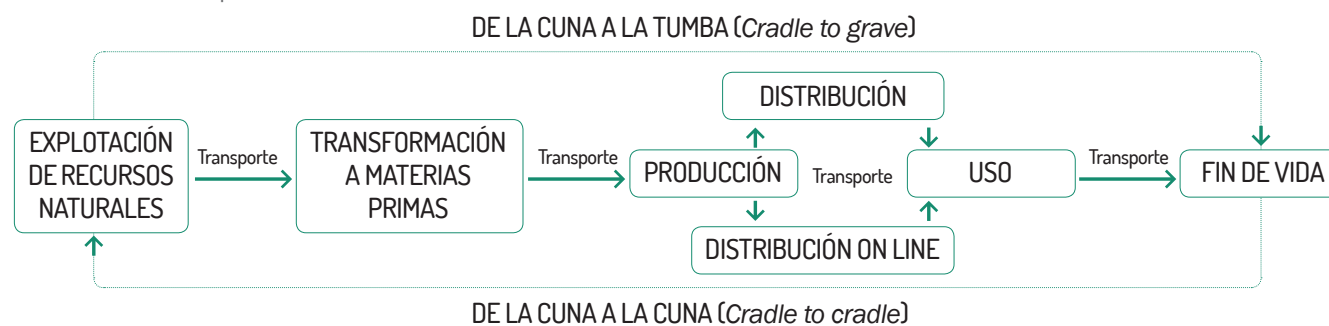 DE LA CUNA A LA TUMBA (Cradle to grave)
EXPLOTACIÓN
DE RECURSOS
NATURALES
Transporte
TRANSFORMACIÓN
A MATERIAS
PRIMAS
Transporte
PRODUCCIÓN
DISTRIBUCIÓN
Transporte
DISTRIBUCIÓN ON LINE
USO
Transporte
FIN DE VIDA
DE LA CUNA A LA CUNA (Cradle to cradle)